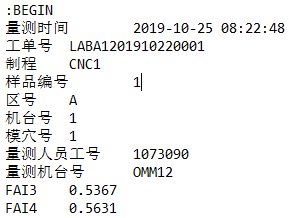 :BEGIN
量测时间 2019-10-25 08:22:48
工单号 LABA1201910220001
制程 CNC1
样品编号 1
区号 A
机台号 1
模穴号 1
量测人员工号 1073090
量测机台号 OMM12
FAI3 0.5367
FAI4 0.5631